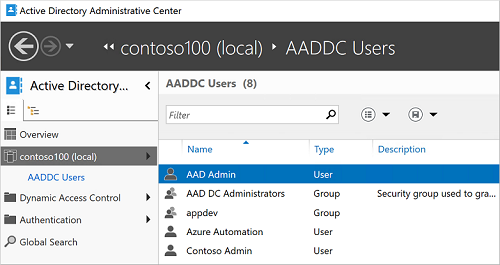 Active Directory Administrative Center
contoso100 (local) AADDC Users
Active Directory...
Overview
contoso100 (local)
AADDC Users
Dynamic Access Control
Authentication
Global Search
AADDC Users (8)
Filter
Name Type Description
AAD Admin User
AAD DC Administrators Group Security group used to gra...
appdev Group
Azure Automation User
Contoso Admin User